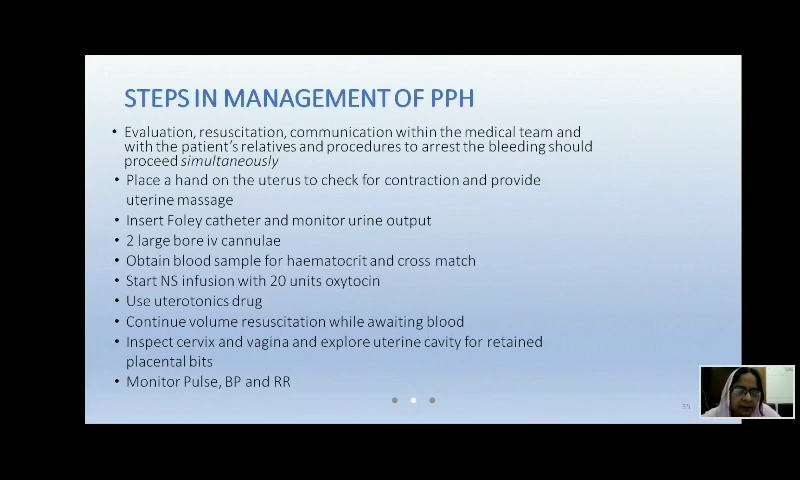 STEPS IN MANAGEMENT OF PPH
• Evaluation, resuscitation, communication within the medical team and
with the patient's relatives and procedures to arrest the bleeding should
proceed simultaneously
• Place a hand on the uterus to check for contraction and provide
uterine massage
• Insert Foley catheter and monitor urine output
• 2 large bore iv cannulae
• Obtain blood sample for haematocrit and cross match
• Start NS infusion with 20 units oxytocin
• Use uterotonics drug
• Continue volume resuscitation while awaiting blood
• Inspect cervix and vagina and explore uterine cavity for retained
placental bits
• Monitor Pulse, BP and RR